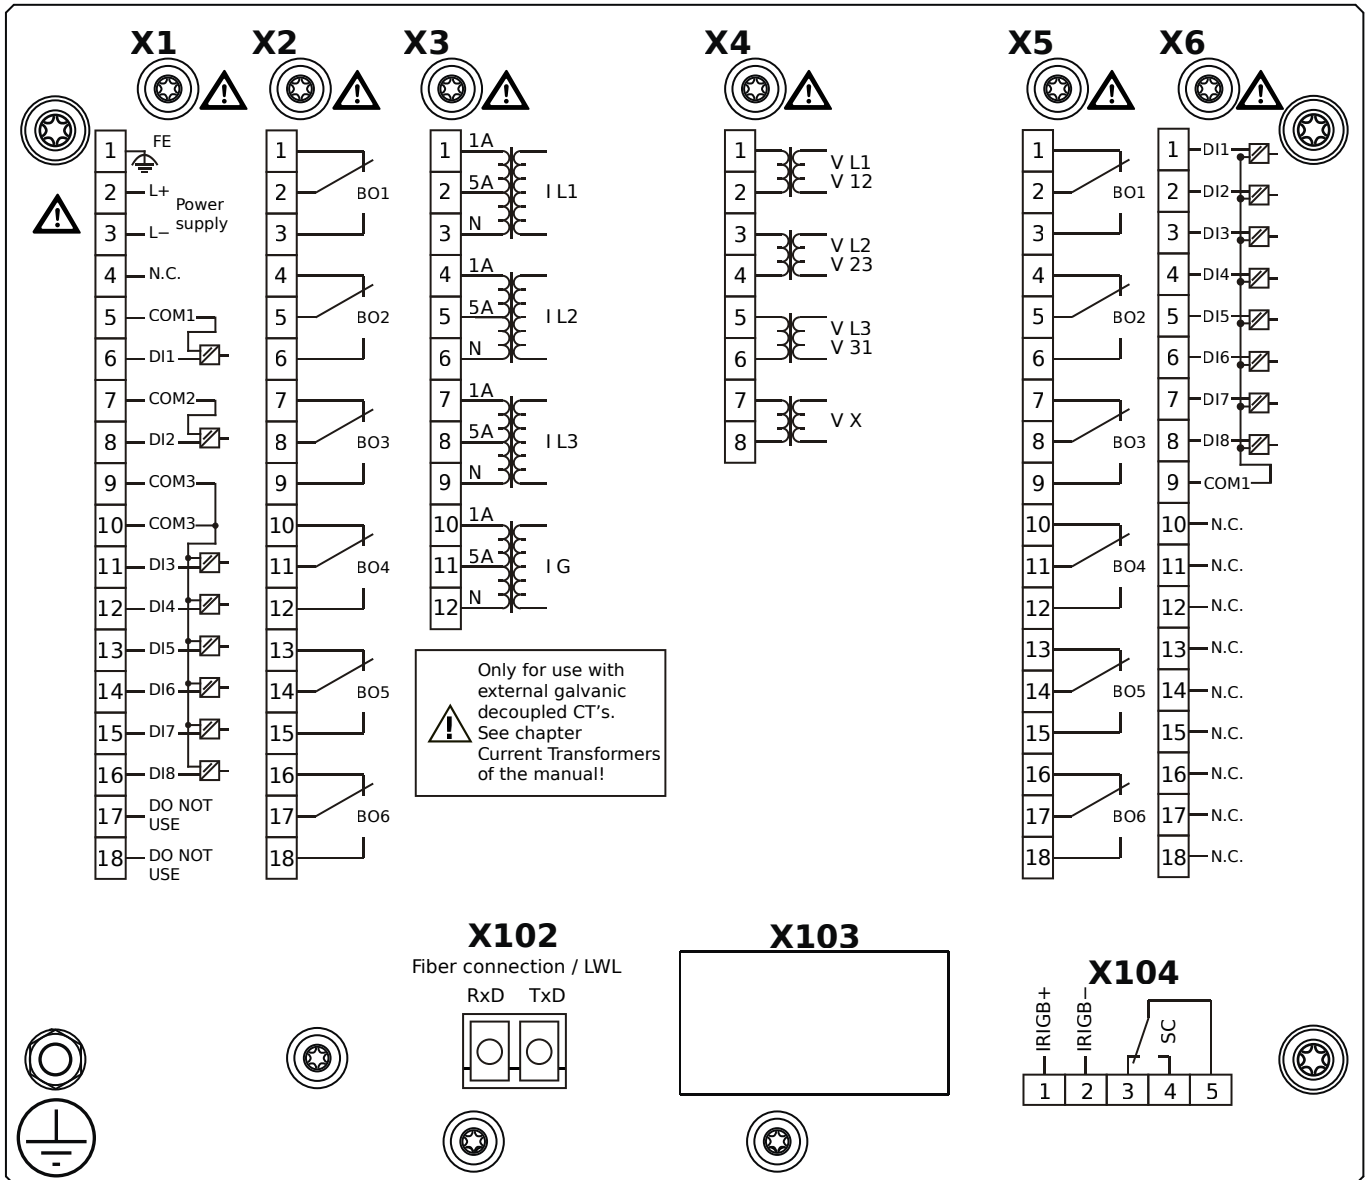 X1
X2
X3
X4
X5
X6
1 FE
2 L+
Power
supply
3 L−
4 N.C.
5 COM1
6 DI1
7 COM2
8 DI2
9 COM3
10 COM3
11 DI3
12 DI4
13 DI5
14 DI6
15 DI7
16 DI8
17 DO NOT
USE
18 DO NOT
USE
1
2 BO1
3
4
5 BO2
6
7
8 BO3
9
10
11 BO4
12
13
14 BO5
15
16
17 BO6
18
1 1A
2 5A I L1
3 N
4 1A
5 5A I L2
6 N
7 1A
8 5A I L3
9 N
10 1A
11 5A I G
12 N
Only for use with
external galvanic
decoupled CT's.
See chapter
Current Transformers
of the manual!
1 V L1
2 V 12
3 V L2
4 V 23
5 V L3
6 V 31
7 V X
8
1
2 BO1
3
4
5 BO2
6
7
8 BO3
9
10
11 BO4
12
13
14 BO5
15
16
17 BO6
18
1 DI1
2 DI2
3 DI3
4 DI4
5 DI5
6 DI6
7 DI7
8 DI8
9 COM1
10 N.C.
11 N.C.
12 N.C.
13 N.C.
14 N.C.
15 N.C.
16 N.C.
17 N.C.
18 N.C.
X102
Fiber connection / LWL
RxD TxD
X103
X104
IRIGB+
IRIGB−
SC
1 2 3 4 5